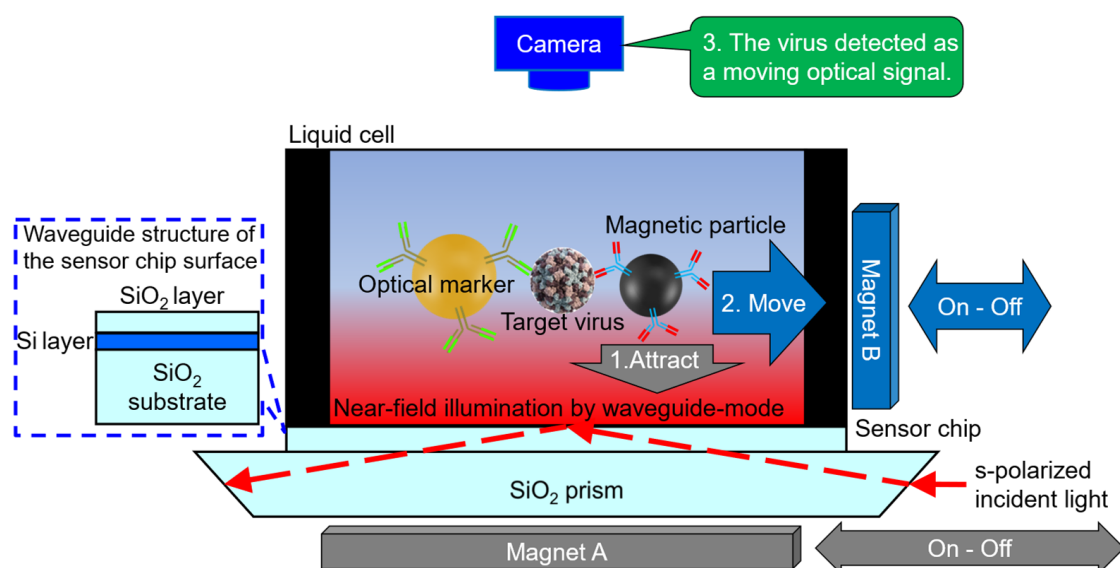 Camera
3. The virus detected as
a moving optical signal.
Liquid cell
Waveguide structure of
the sensor chip surface
SiO2 layer
Si layer
SiO2
substrate
Magnetic particle
Optical marker
Target virus
2. Move
1.Attract
Near-field illumination by waveguide-mode
Magnet B
On - Off
Sensor chip
s-polarized
incident light
SiO2 prism
Magnet A
On - Off